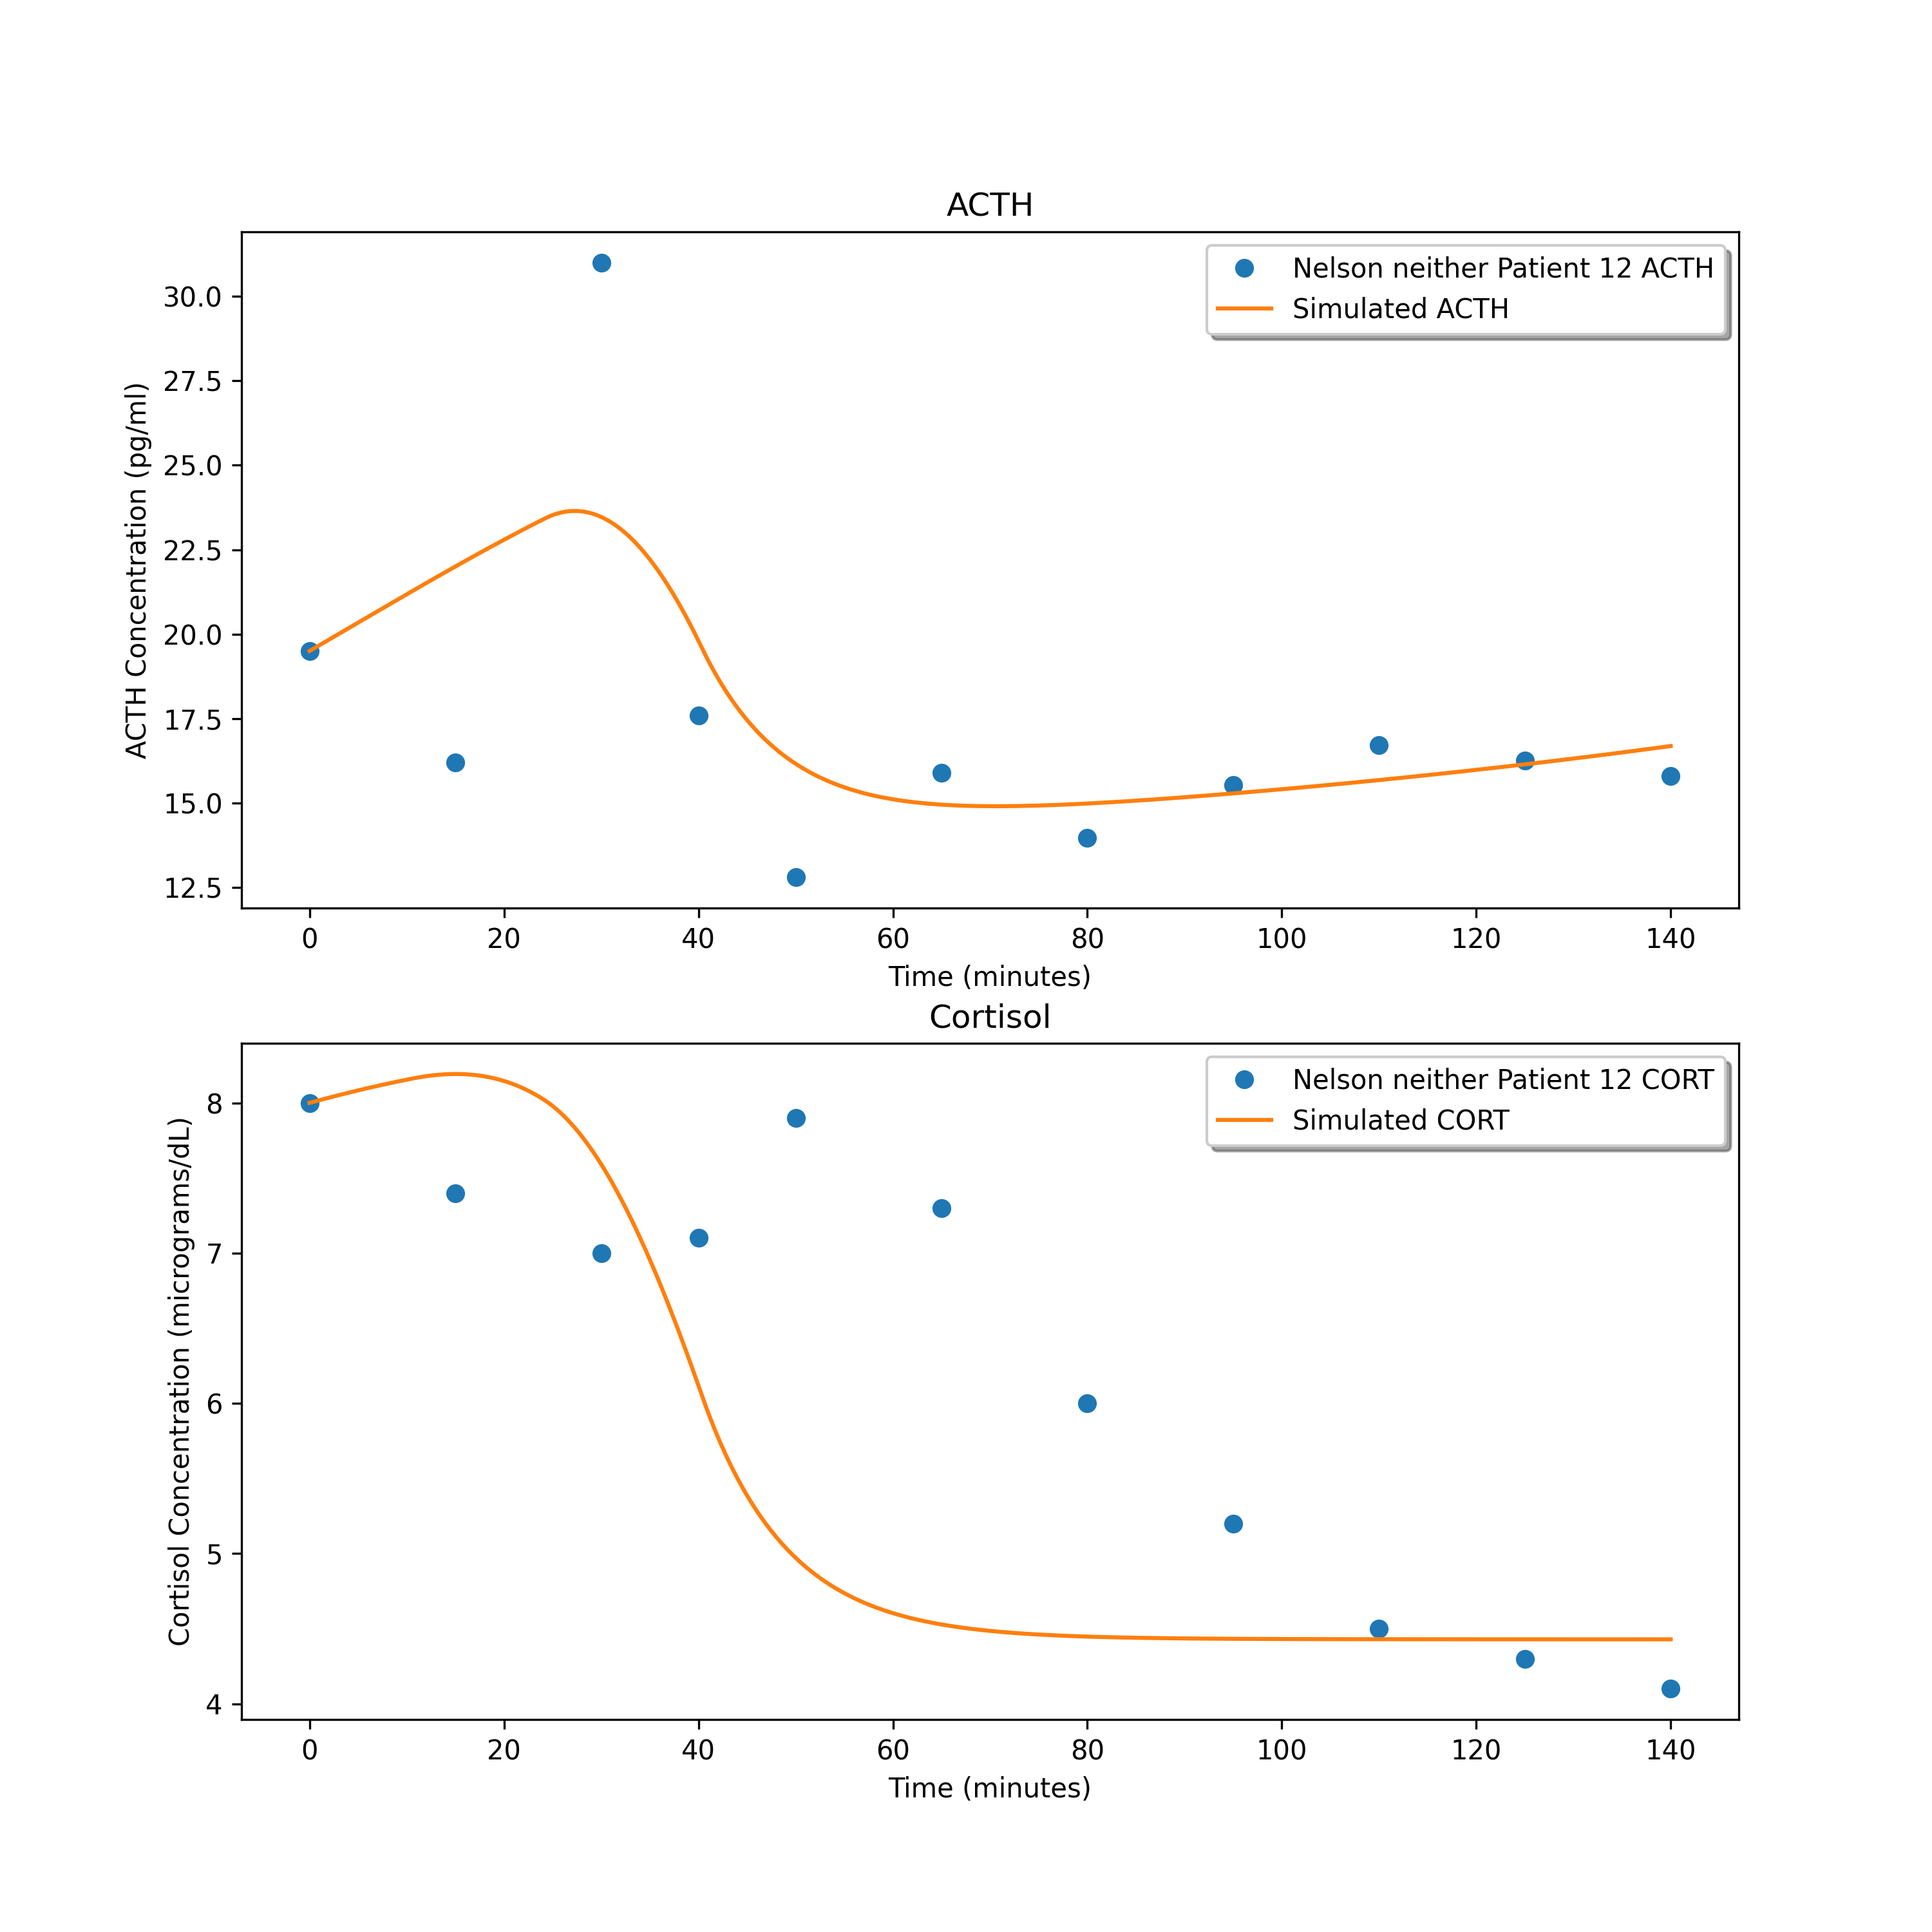 ACTH
Nelson neither Patient 12 ACTH
Simulated ACTH
ACTH Concentration (pg/ml)
30.0
27.5
25.0
22.5
20.0
17.5
15.0
12.5
0 20 40 60 80 100 120 140
Time (minutes)
Cortisol
Nelson neither Patient 12 CORT
Simulated CORT
Cortisol Concentration (micrograms/dL)
8
7
6
5
4
0 20 40 60 80 100 120 140
Time (minutes)